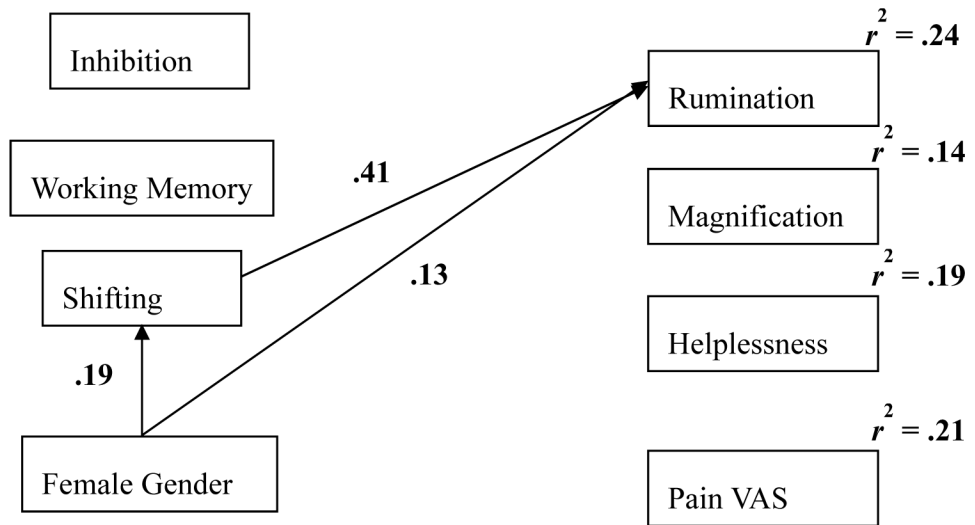 Inhibition
Working Memory
Shifting
Female Gender
.19
.41
.13
r² = .24
Rumination
r² = .14
Magnification
r² = .19
Helplessness
r² = .21
Pain VAS